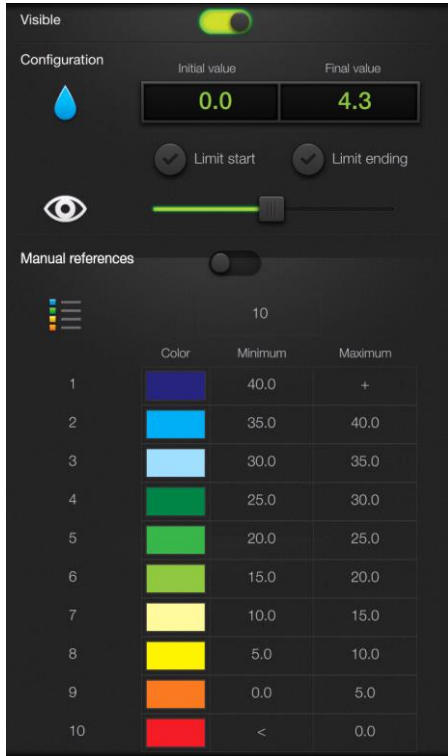 Visible
Configuration
Initial value Final value
0.0 4.3
Limit start Limit ending
Manual references
10
Color Minimum Maximum
1 40.0 +
2 35.0 40.0
3 30.0 35.0
4 25.0 30.0
5 20.0 25.0
6 15.0 20.0
7 10.0 15.0
8 5.0 10.0
9 0.0 5.0
10 < 0.0